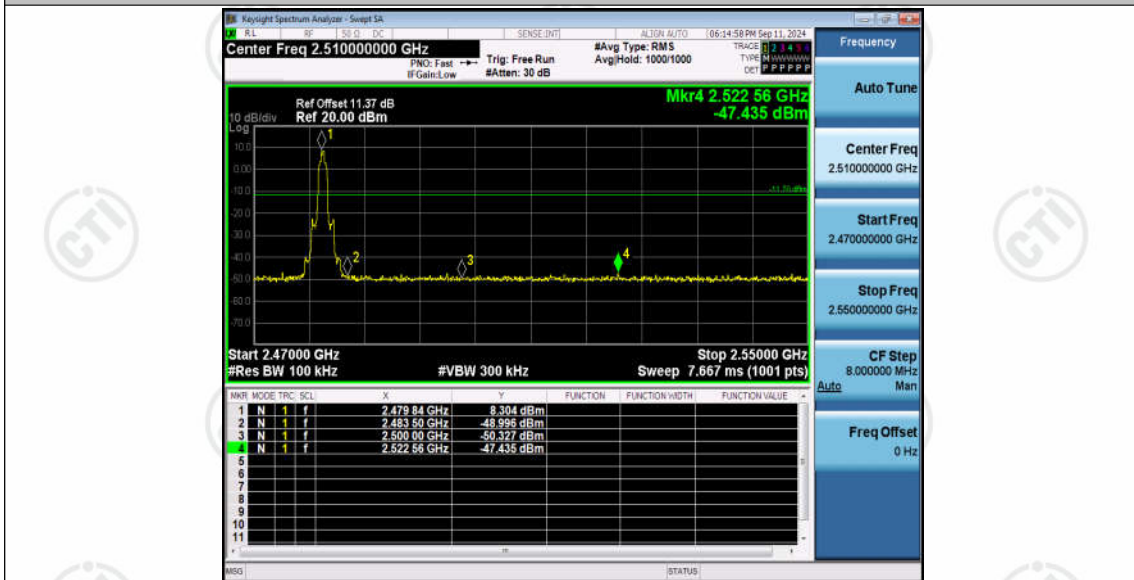 Keysight Spectrum Analyzer - Swept SA
RL RF 50 Ω DC SENSE:INT ALIGN AUTO 06:14:58 PM Sep 11, 2024
Center Freq 2.510000000 GHz
PNO: Fast
IFGain:Low
Trig: Free Run
#Atten: 30 dB
#Avg Type: RMS
Avg|Hold: 1000/1000
TRACE 1 2 3 4 5 6
TYPE M WWWWW
DET P P P P P P
Frequency
Auto Tune
Mkr4 2.522 56 GHz
-47.435 dBm
Ref Offset 11.37 dB
10 dB/div Ref 20.00 dBm
Log
1
10.0
0.00
-10.0
-20.0
-30.0
-40.0
2
3
4
-50.0
-60.0
-70.0
Start 2.47000 GHz Stop 2.55000 GHz
#Res BW 100 kHz #VBW 300 kHz Sweep 7.667 ms (1001 pts)
Center Freq
2.510000000 GHz
Start Freq
2.470000000 GHz
Stop Freq
2.550000000 GHz
CF Step
8.000000 MHz
Auto Man
Freq Offset
0 Hz
MKR MODE TRC SCL X Y FUNCTION FUNCTION WIDTH FUNCTION VALUE
1 N 1 f 2.479 84 GHz 8.304 dBm
2 N 1 f 2.483 50 GHz -48.996 dBm
3 N 1 f 2.500 00 GHz -50.327 dBm
4 N 1 f 2.522 56 GHz -47.435 dBm
5
6
7
8
9
10
11
MSG STATUS
CTI
CTI